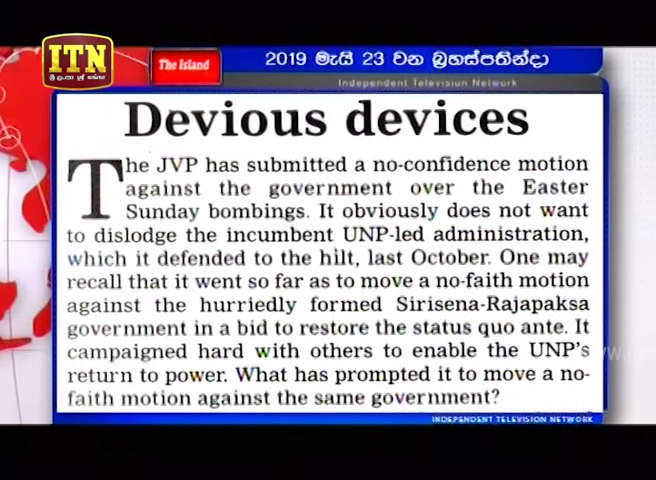 ITN
ශ්‍රී ලංකා ප්‍රථම
The Island
2019 මැයි 23 වන බ්‍රහස්පතින්දා
Independent Television Network
Devious devices
The JVP has submitted a no-confidence motion
against the government over the Easter
Sunday bombings. It obviously does not want
to dislodge the incumbent UNP-led administration,
which it defended to the hilt, last October. One may
recall that it went so far as to move a no-faith motion
against the hurriedly formed Sirisena-Rajapaksa
government in a bid to restore the status quo ante. It
campaigned hard with others to enable the UNP's
return to power. What has prompted it to move a no-
faith motion against the same government?
INDEPENDENT TELEVISION NETWORK